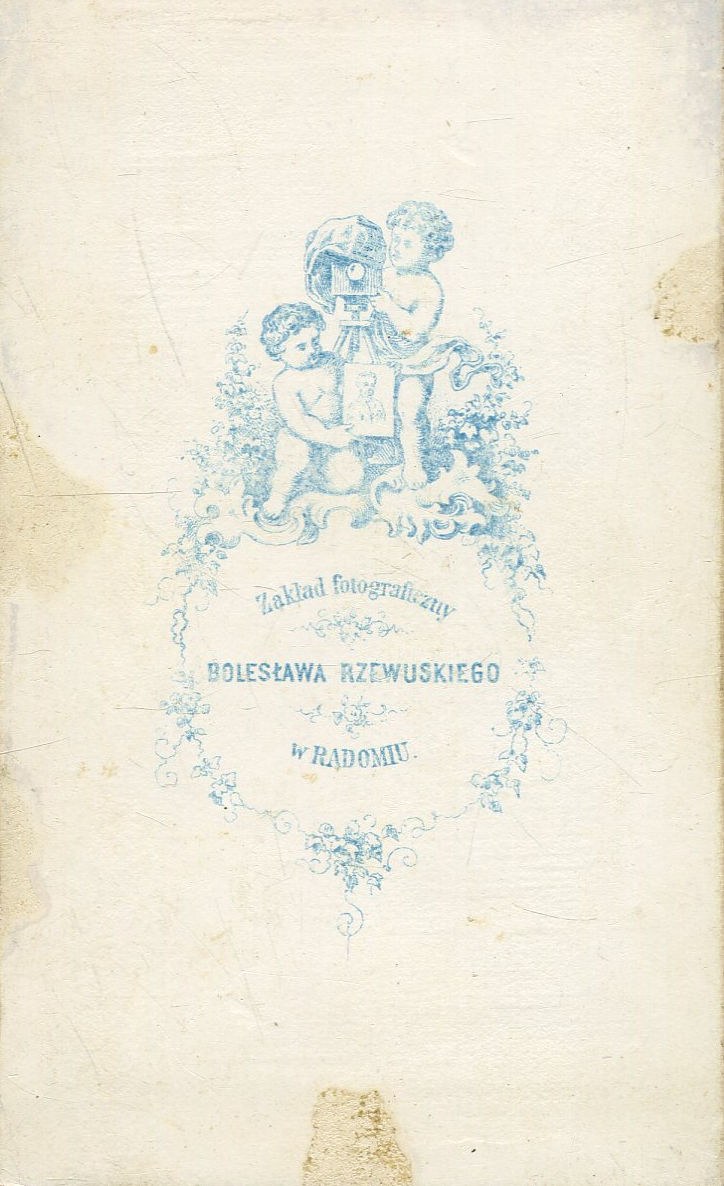 Zakład fotograficzny
BOLESŁAWA RZEWUSKIEGO
w RADOMIU.